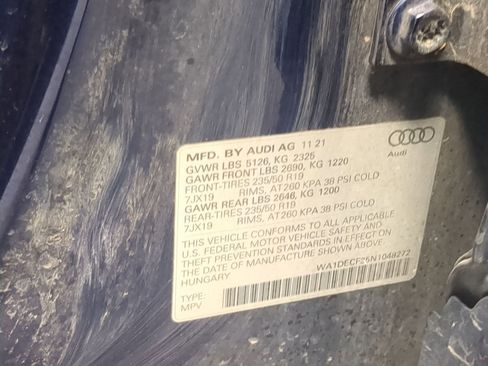 MFD. BY AUDI AG 11 21
GVWR LBS 5126, KG 2325
GAWR FRONT LBS 2690, KG 1220
FRONT-TIRES 235/50 R19
7JX19 RIMS, AT260 KPA 38 PSI COLD
GAWR REAR LBS 2646, KG 1200
REAR-TIRES 235/50 R19
7JX19 RIMS, AT260 KPA 38 PSI COLD
THIS VEHICLE CONFORMS TO ALL APPLICABLE
U.S. FEDERAL MOTOR VEHICLE SAFETY AND
THEFT PREVENTION STANDARDS IN EFFECT ON
THE DATE OF MANUFACTURE SHOWN ABOVE.
HUNGARY
WA1DECF25N1048272
TYPE:
MPV
Audi